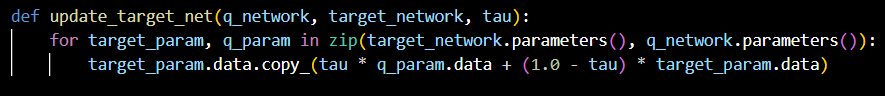 def update_target_net(q_network, target_network, tau):
    for target_param, q_param in zip(target_network.parameters(), q_network.parameters()):
        target_param.data.copy_(tau * q_param.data + (1.0 - tau) * target_param.data)